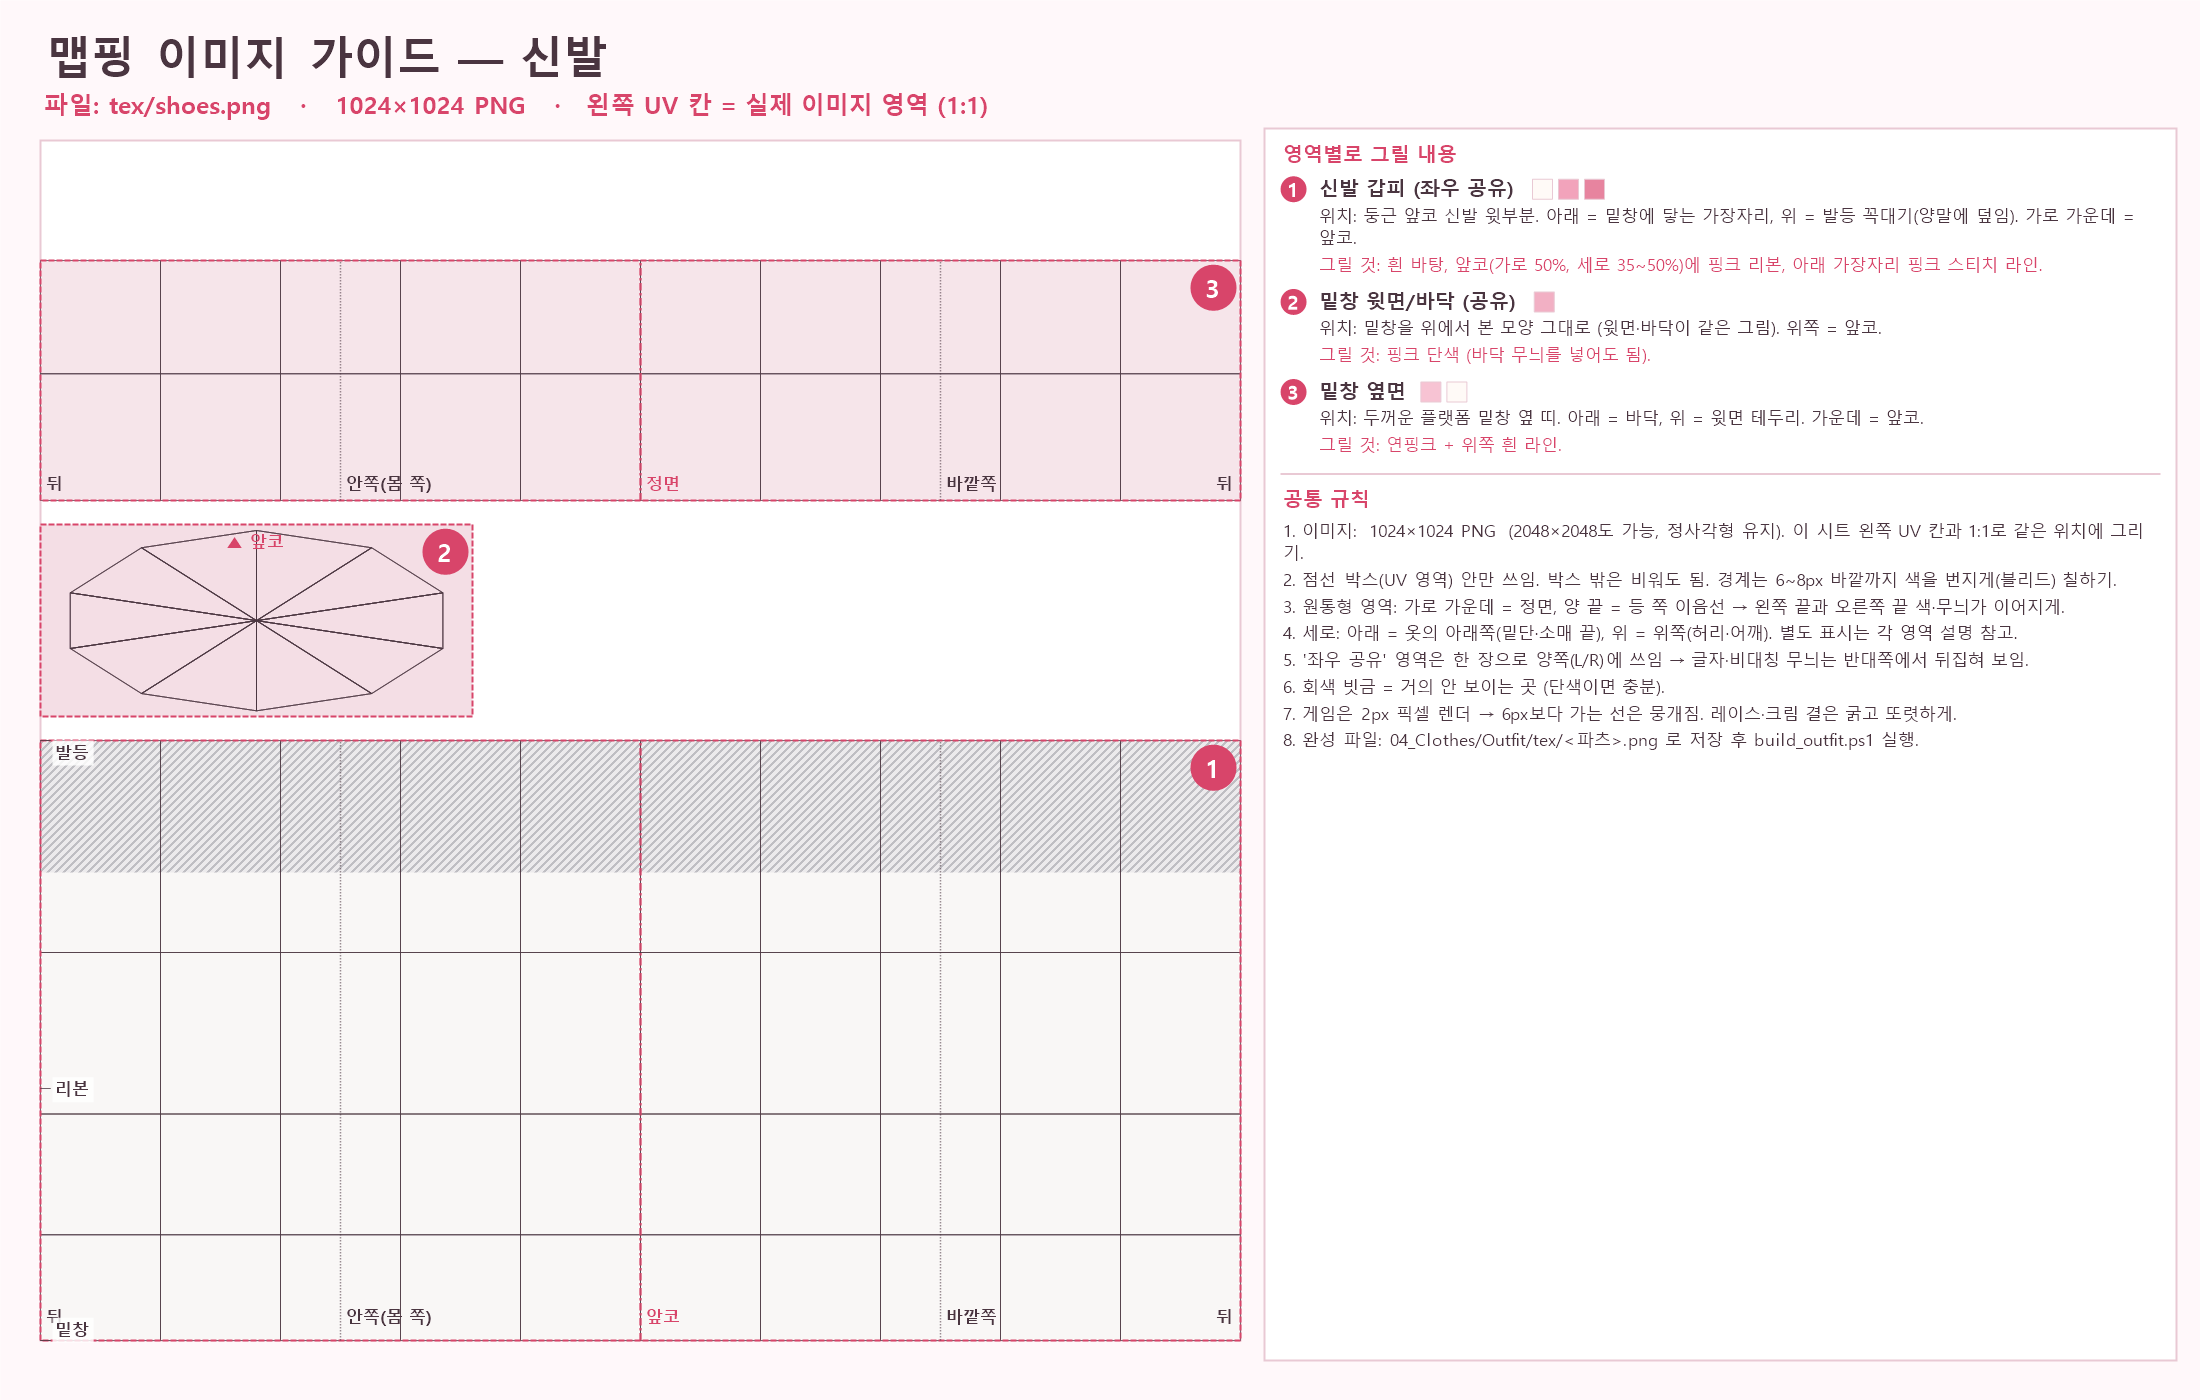 맵핑 이미지 가이드 — 신발
파일: tex/shoes.png · 1024×1024 PNG · 왼쪽 UV 칸 = 실제 이미지 영역 (1:1)
3
뒤 안쪽(몸 쪽) 정면 바깥쪽 뒤
▲ 앞코
2
발등
1
리본
뒤 안쪽(몸 쪽) 앞코 바깥쪽 뒤
밑창
영역별로 그릴 내용
1 신발 갑피 (좌우 공유)
위치: 둥근 앞코 신발 윗부분. 아래 = 밑창에 닿는 가장자리, 위 = 발등 꼭대기(양말에 덮임). 가로 가운데 =
앞코.
그릴 것: 흰 바탕, 앞코(가로 50%, 세로 35~50%)에 핑크 리본, 아래 가장자리 핑크 스티치 라인.
2 밑창 윗면/바닥 (공유)
위치: 밑창을 위에서 본 모양 그대로 (윗면·바닥이 같은 그림). 위쪽 = 앞코.
그릴 것: 핑크 단색 (바닥 무늬를 넣어도 됨).
3 밑창 옆면
위치: 두꺼운 플랫폼 밑창 옆 띠. 아래 = 바닥, 위 = 윗면 테두리. 가운데 = 앞코.
그릴 것: 연핑크 + 위쪽 흰 라인.
공통 규칙
1. 이미지: 1024×1024 PNG (2048×2048도 가능, 정사각형 유지). 이 시트 왼쪽 UV 칸과 1:1로 같은 위치에 그리
기.
2. 점선 박스(UV 영역) 안만 쓰임. 박스 밖은 비워도 됨. 경계는 6~8px 바깥까지 색을 번지게(블리드) 칠하기.
3. 원통형 영역: 가로 가운데 = 정면, 양 끝 = 등 쪽 이음선 → 왼쪽 끝과 오른쪽 끝 색·무늬가 이어지게.
4. 세로: 아래 = 옷의 아래쪽(밑단·소매 끝), 위 = 위쪽(허리·어깨). 별도 표시는 각 영역 설명 참고.
5. '좌우 공유' 영역은 한 장으로 양쪽(L/R)에 쓰임 → 글자·비대칭 무늬는 반대쪽에서 뒤집혀 보임.
6. 회색 빗금 = 거의 안 보이는 곳 (단색이면 충분).
7. 게임은 2px 픽셀 렌더 → 6px보다 가는 선은 뭉개짐. 레이스·크림 결은 굵고 또렷하게.
8. 완성 파일: 04_Clothes/Outfit/tex/<파츠>.png 로 저장 후 build_outfit.ps1 실행.